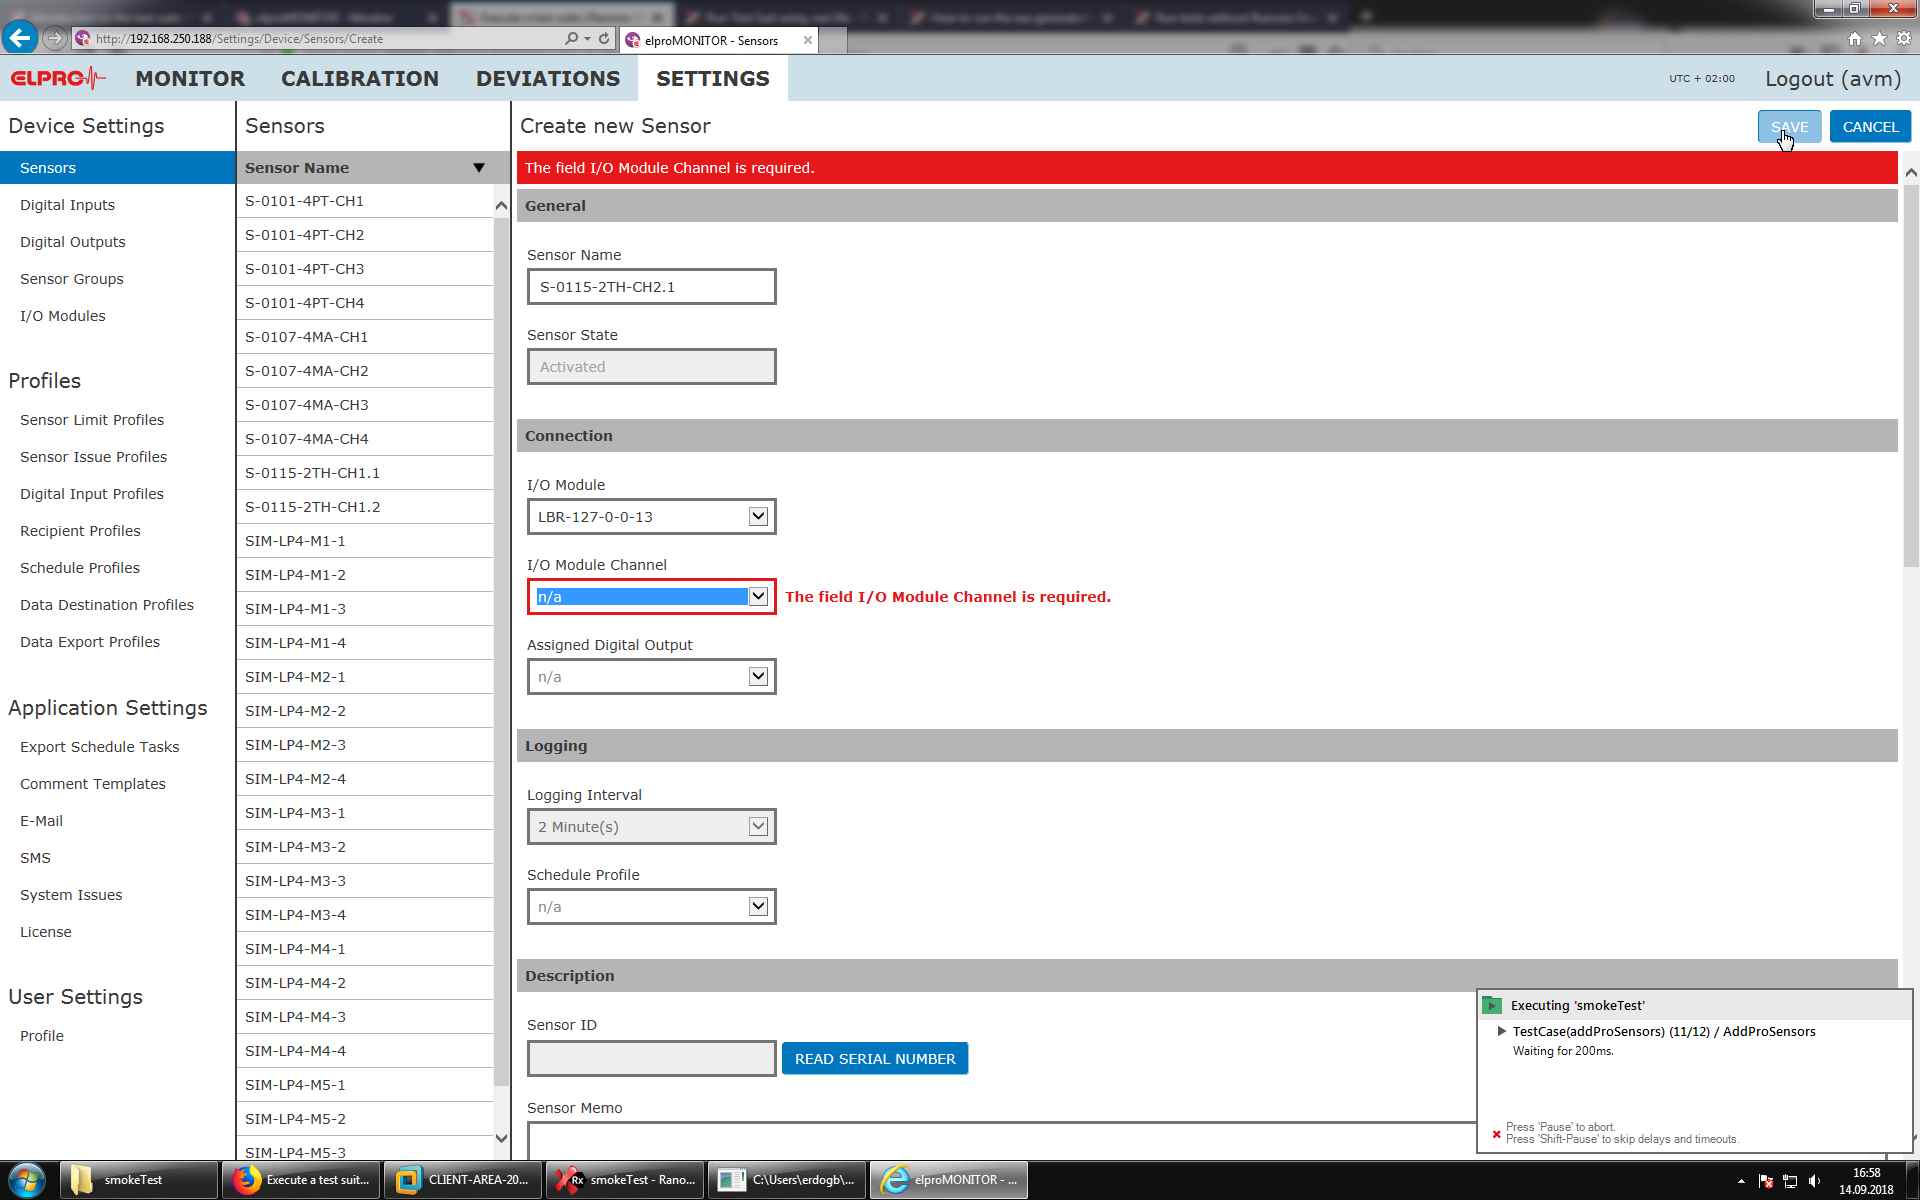 http://192.168.250.188/Settings/Device/Sensors/Create
elproMONITOR - Sensors
ELPRO
MONITOR
CALIBRATION
DEVIATIONS
SETTINGS
UTC + 02:00
Logout (avm)
Device Settings
Sensors
Digital Inputs
Digital Outputs
Sensor Groups
I/O Modules
Profiles
Sensor Limit Profiles
Sensor Issue Profiles
Digital Input Profiles
Recipient Profiles
Schedule Profiles
Data Destination Profiles
Data Export Profiles
Application Settings
Export Schedule Tasks
Comment Templates
E-Mail
SMS
System Issues
License
User Settings
Profile
Sensors
Sensor Name
S-0101-4PT-CH1
S-0101-4PT-CH2
S-0101-4PT-CH3
S-0101-4PT-CH4
S-0107-4MA-CH1
S-0107-4MA-CH2
S-0107-4MA-CH3
S-0107-4MA-CH4
S-0115-2TH-CH1.1
S-0115-2TH-CH1.2
SIM-LP4-M1-1
SIM-LP4-M1-2
SIM-LP4-M1-3
SIM-LP4-M1-4
SIM-LP4-M2-1
SIM-LP4-M2-2
SIM-LP4-M2-3
SIM-LP4-M2-4
SIM-LP4-M3-1
SIM-LP4-M3-2
SIM-LP4-M3-3
SIM-LP4-M3-4
SIM-LP4-M4-1
SIM-LP4-M4-2
SIM-LP4-M4-3
SIM-LP4-M4-4
SIM-LP4-M5-1
SIM-LP4-M5-2
SIM-LP4-M5-3
Create new Sensor
SAVE
CANCEL
The field I/O Module Channel is required.
General
Sensor Name
S-0115-2TH-CH2.1
Sensor State
Activated
Connection
I/O Module
LBR-127-0-0-13
I/O Module Channel
n/a
The field I/O Module Channel is required.
Assigned Digital Output
n/a
Logging
Logging Interval
2 Minute(s)
Schedule Profile
n/a
Description
Sensor ID
READ SERIAL NUMBER
Sensor Memo
Executing 'smokeTest'
TestCase(addProSensors) (11/12) / AddProSensors
Waiting for 200ms.
Press 'Pause' to abort.
Press 'Shift-Pause' to skip delays and timeouts.
smokeTest
Execute a test suit...
CLIENT-AREA-20...
Rx
smokeTest - Rano...
C:\Users\erdogb\...
elproMONITOR - ...
16:58
14.09.2018